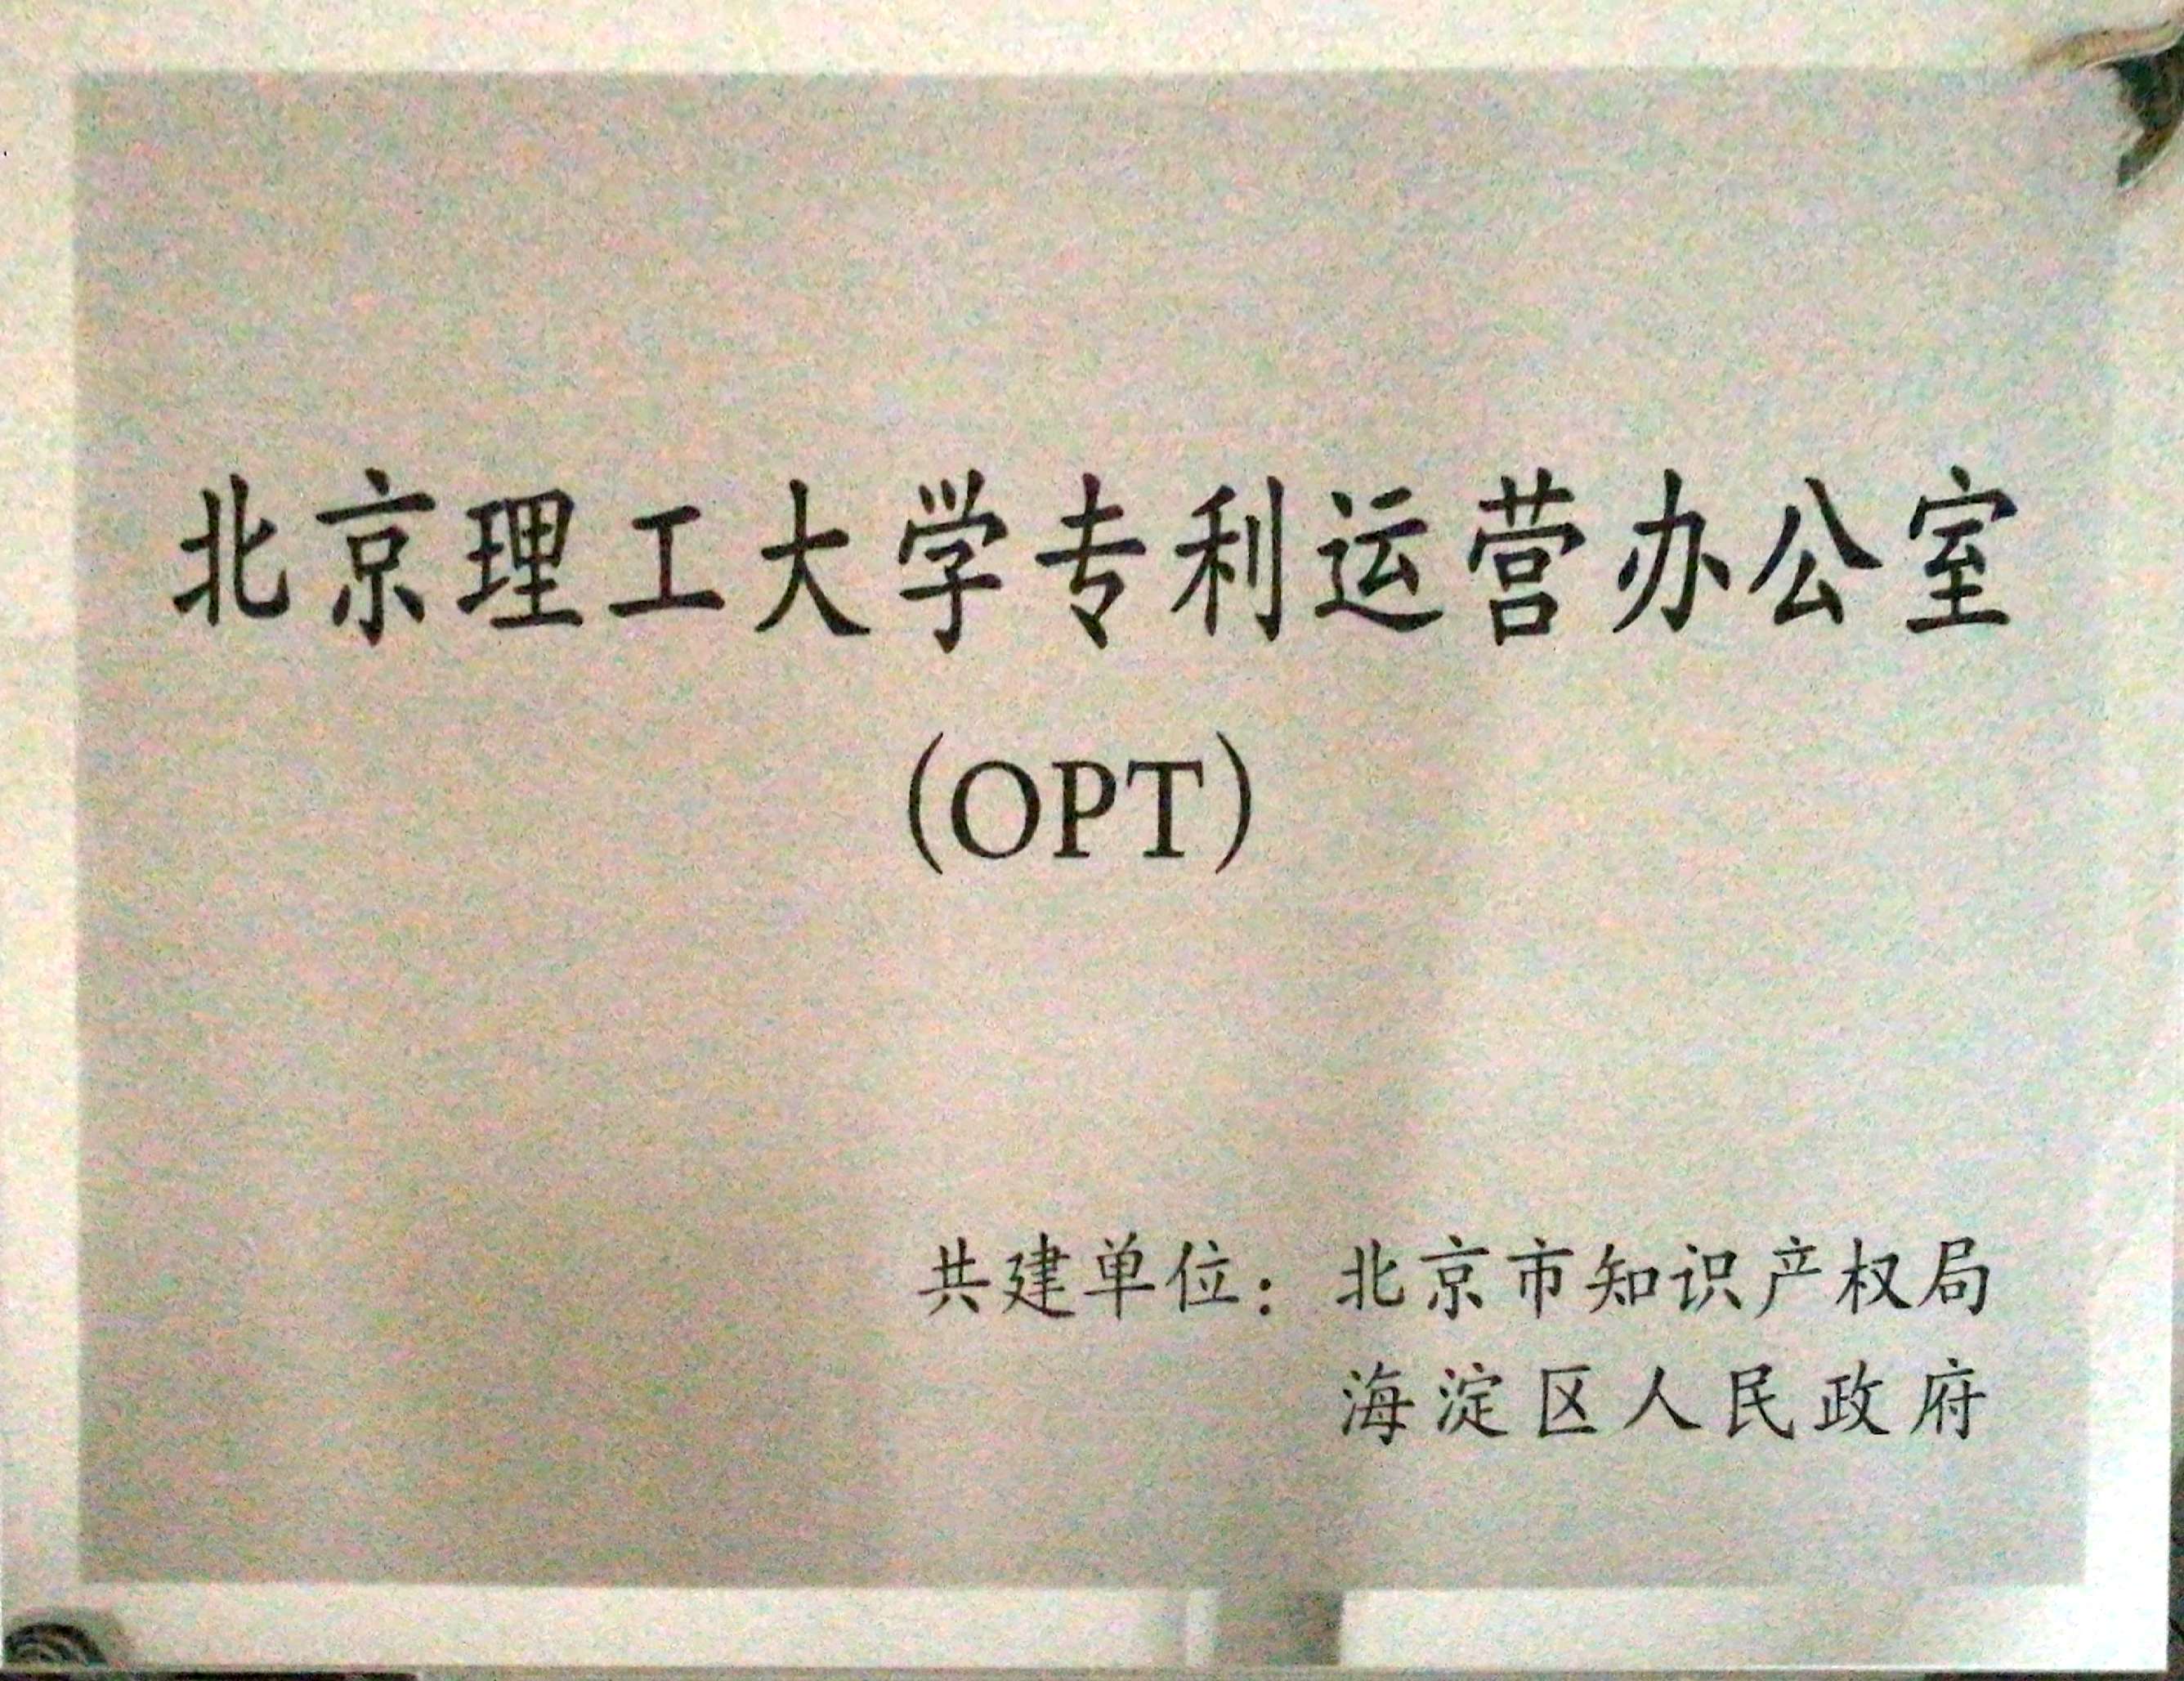 北京理工大学专利运营办公室
(OPT)
共建单位：北京市知识产权局
海淀区人民政府